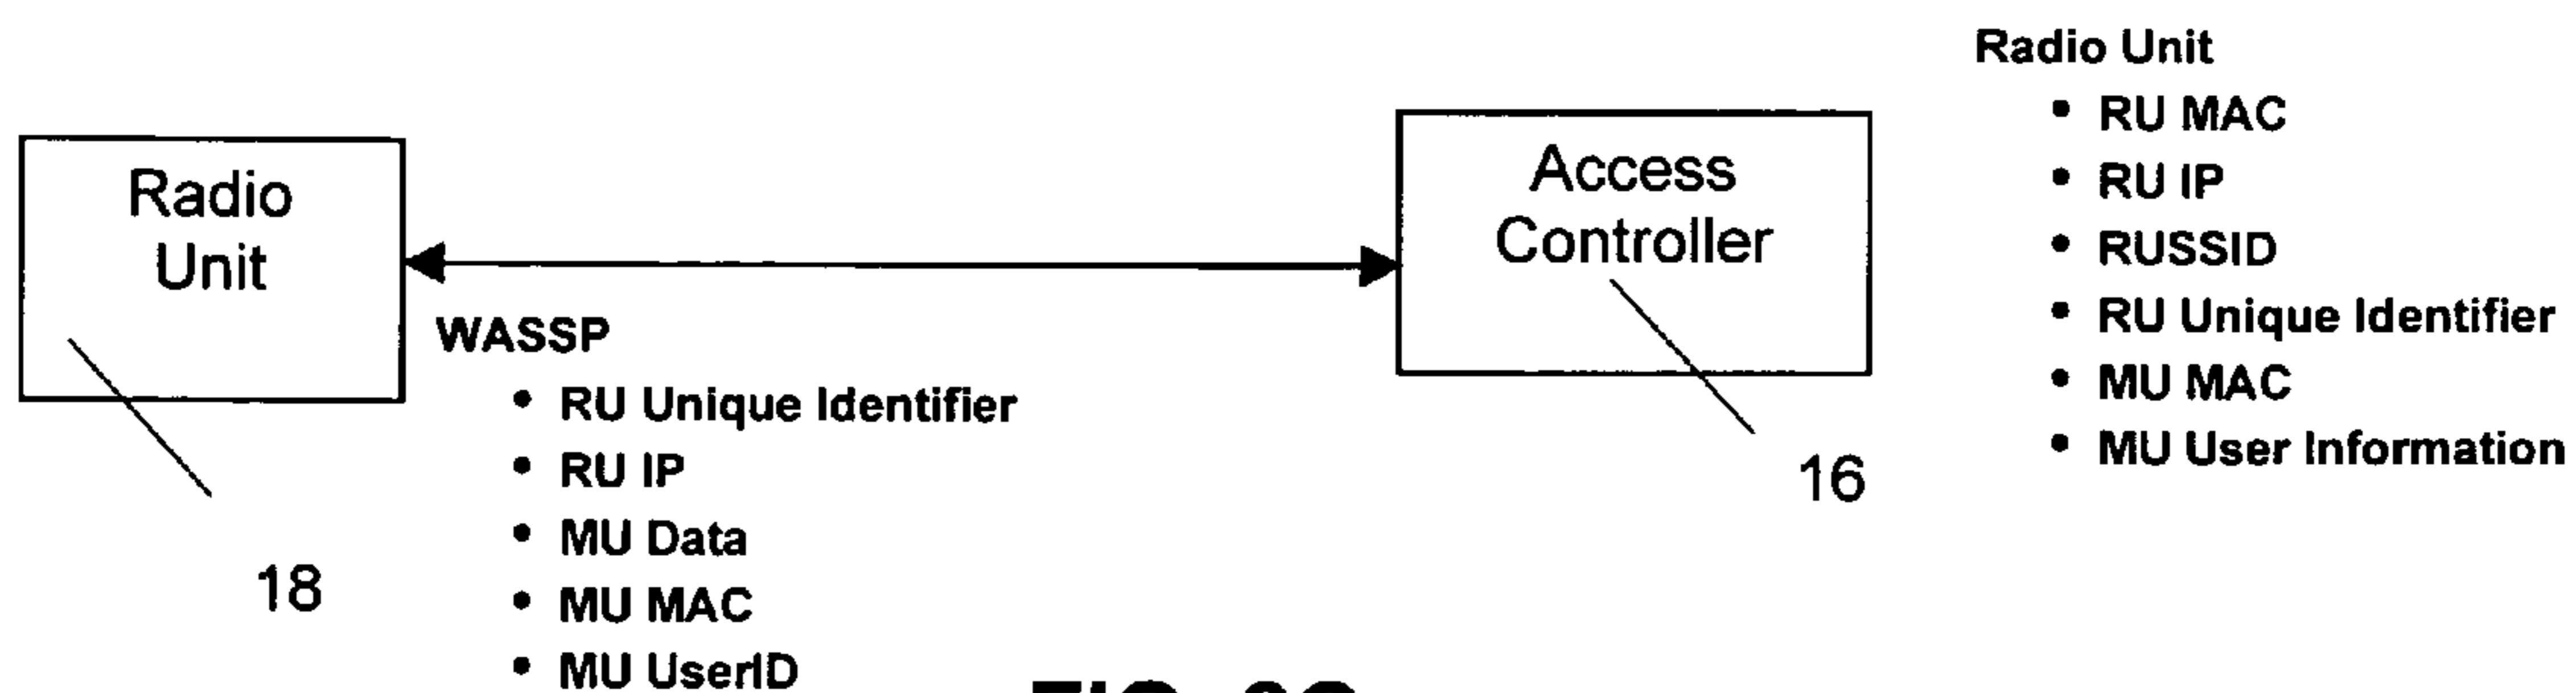 Radio Unit
• RU MAC
• RU IP
• RUSSID
• RU Unique Identifier
• MU MAC
• MU User Information
Radio
Unit
Access
Controller
WASSP
• RU Unique Identifier
• RU IP
• MU Data
• MU MAC
• MU UserID
16
18